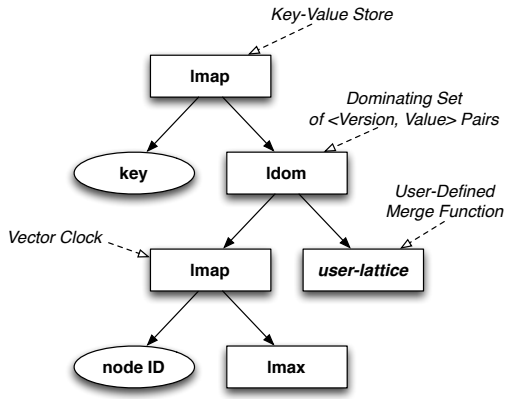 Key-Value Store
lmap
Dominating Set
of <Version, Value> Pairs
key
ldom
User-Defined
Merge Function
Vector Clock
lmap
user-lattice
node ID
lmax